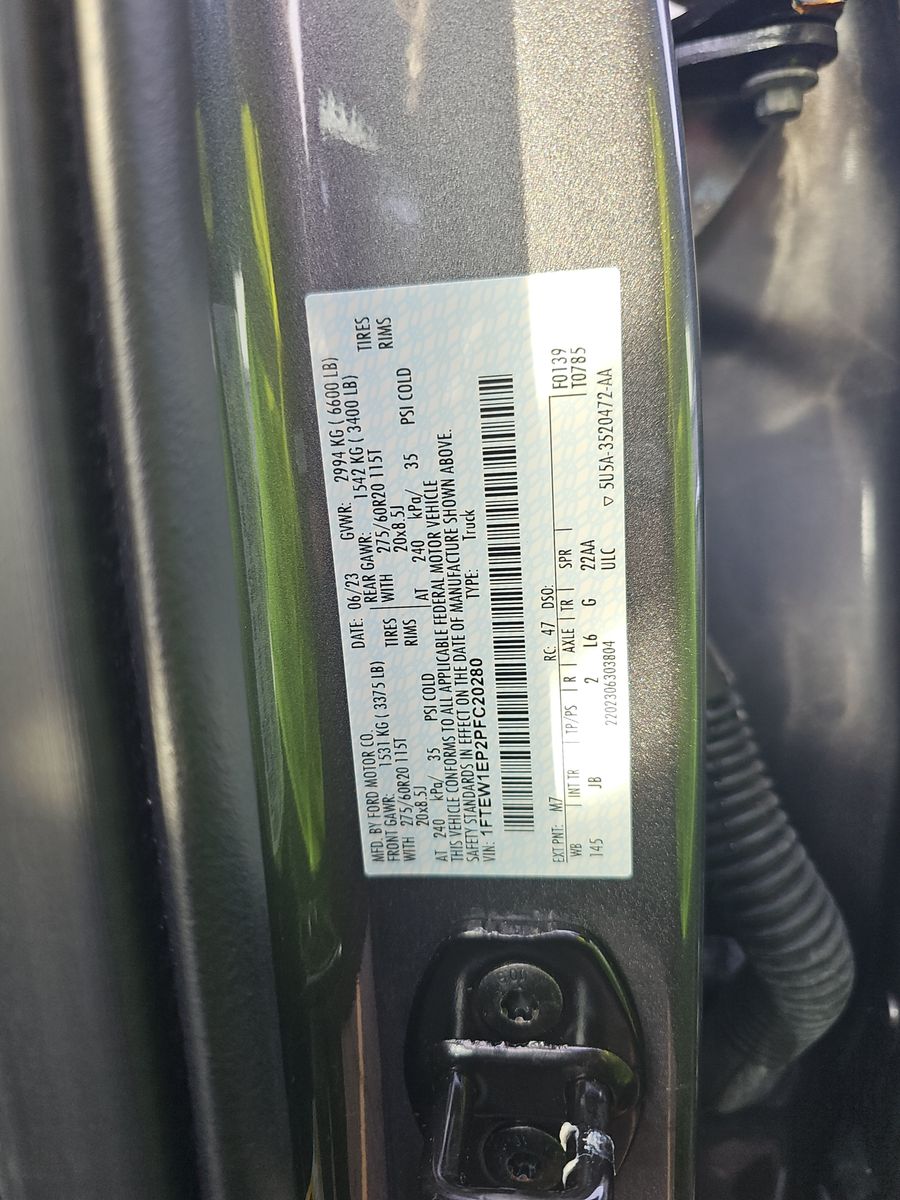 MFD. BY FORD MOTOR CO. DATE: 06/23 GVWR: 2994 KG ( 6600 LB)
FRONT GAWR: 1531 KG ( 3375 LB) REAR GAWR: 1542 KG ( 3400 LB)
WITH 275/60R20 115T TIRES WITH 275/60R20 115T TIRES
20x8.5J RIMS 20x8.5J RIMS
AT 240 kPa/ 35 PSI COLD AT 240 kPa/ 35 PSI COLD
THIS VEHICLE CONFORMS TO ALL APPLICABLE FEDERAL MOTOR VEHICLE
SAFETY STANDARDS IN EFFECT ON THE DATE OF MANUFACTURE SHOWN ABOVE.
VIN: 1FTEW1EP2PFC20280 TYPE: Truck
EXT PNT: M7 RC: 47 DSO: F0139
WB INT TR TP/PS R AXLE TR SPR T0785
145 JB 2 L6 G 22AA
2202306303804 ULC
▽ 5U5A-3520472-AA